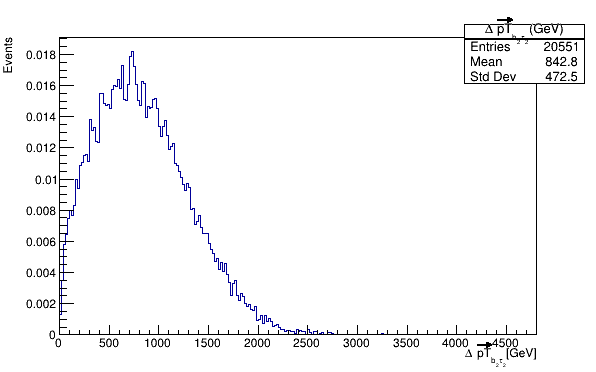 Δ pT b₂τ₂ (GeV)
Entries 20551
Mean 842.8
Std Dev 472.5
Events
0.018
0.016
0.014
0.012
0.01
0.008
0.006
0.004
0.002
0
0 500 1000 1500 2000 2500 3000 3500 4000 4500
Δ pT b₂τ₂ [GeV]